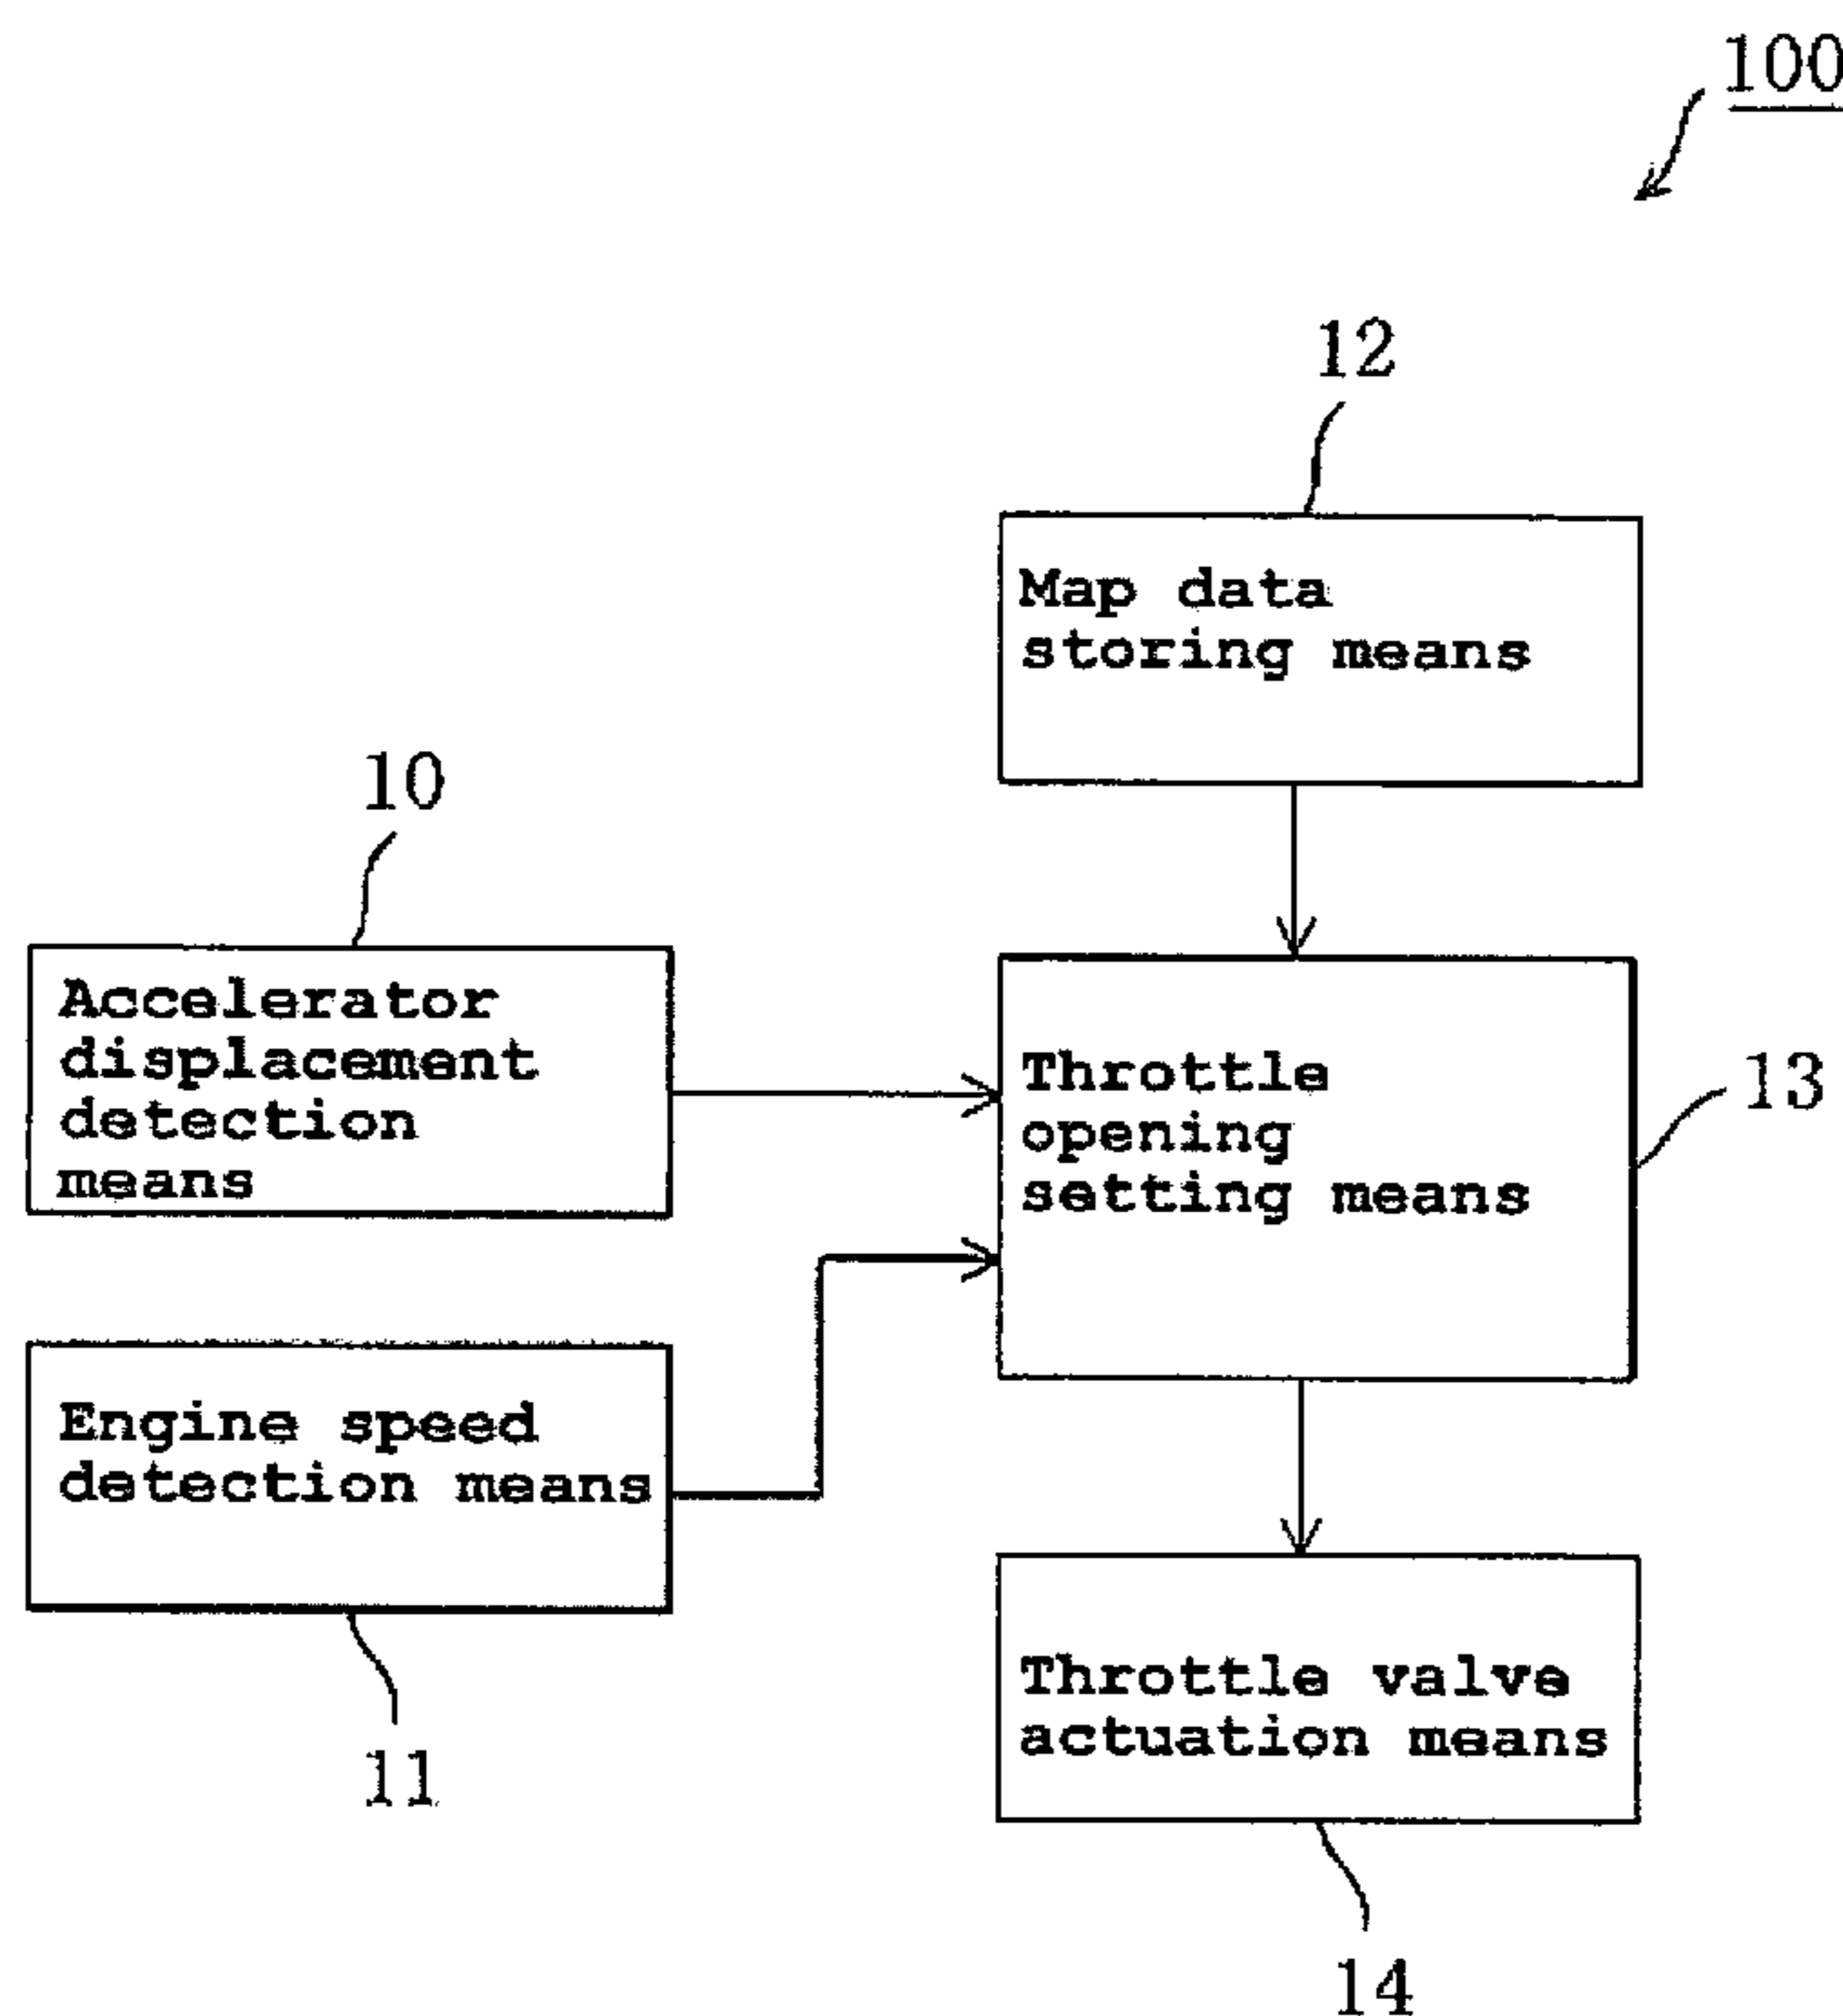 100
12
Map data
storing means
10
Accelerator
displacement
detection
means
Throttle
opening
setting means
13
Engine speed
detection means
11
Throttle valve
actuation means
14